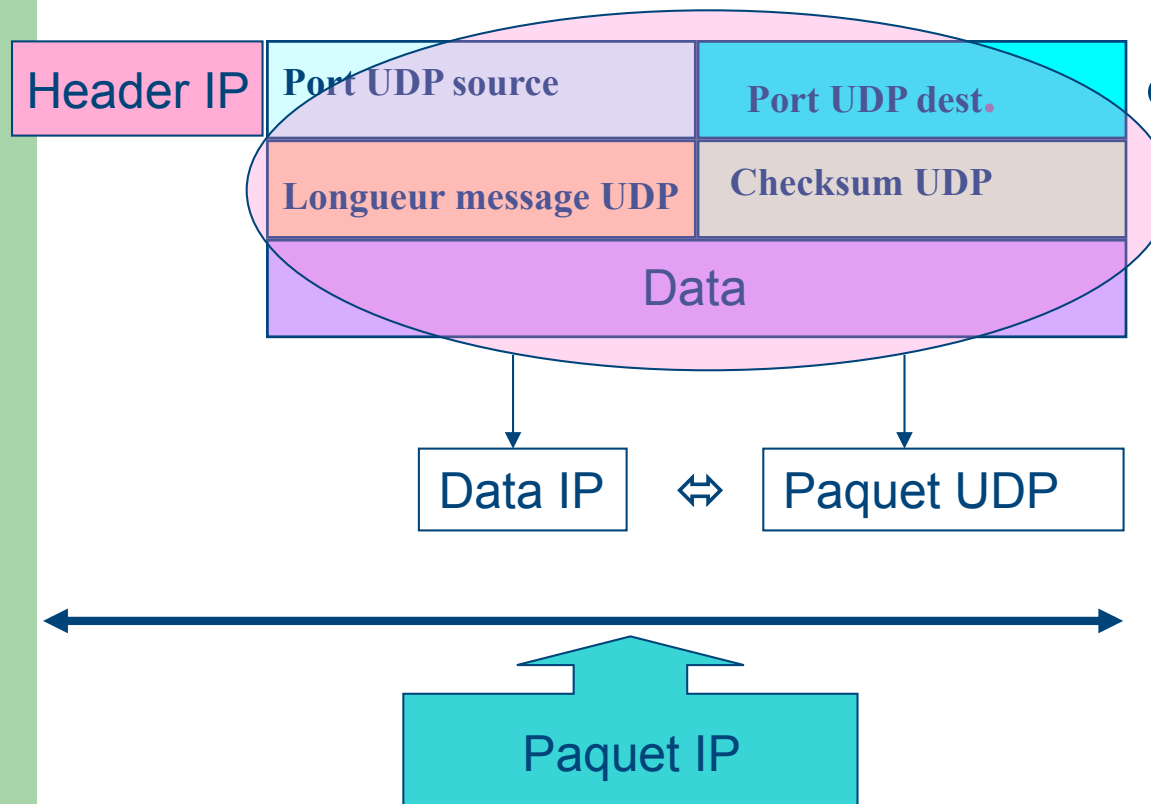 Header IP
Port UDP source
Port UDP dest.
Longueur message UDP
Checksum UDP
Data
Data IP
⇔
Paquet UDP
Paquet IP